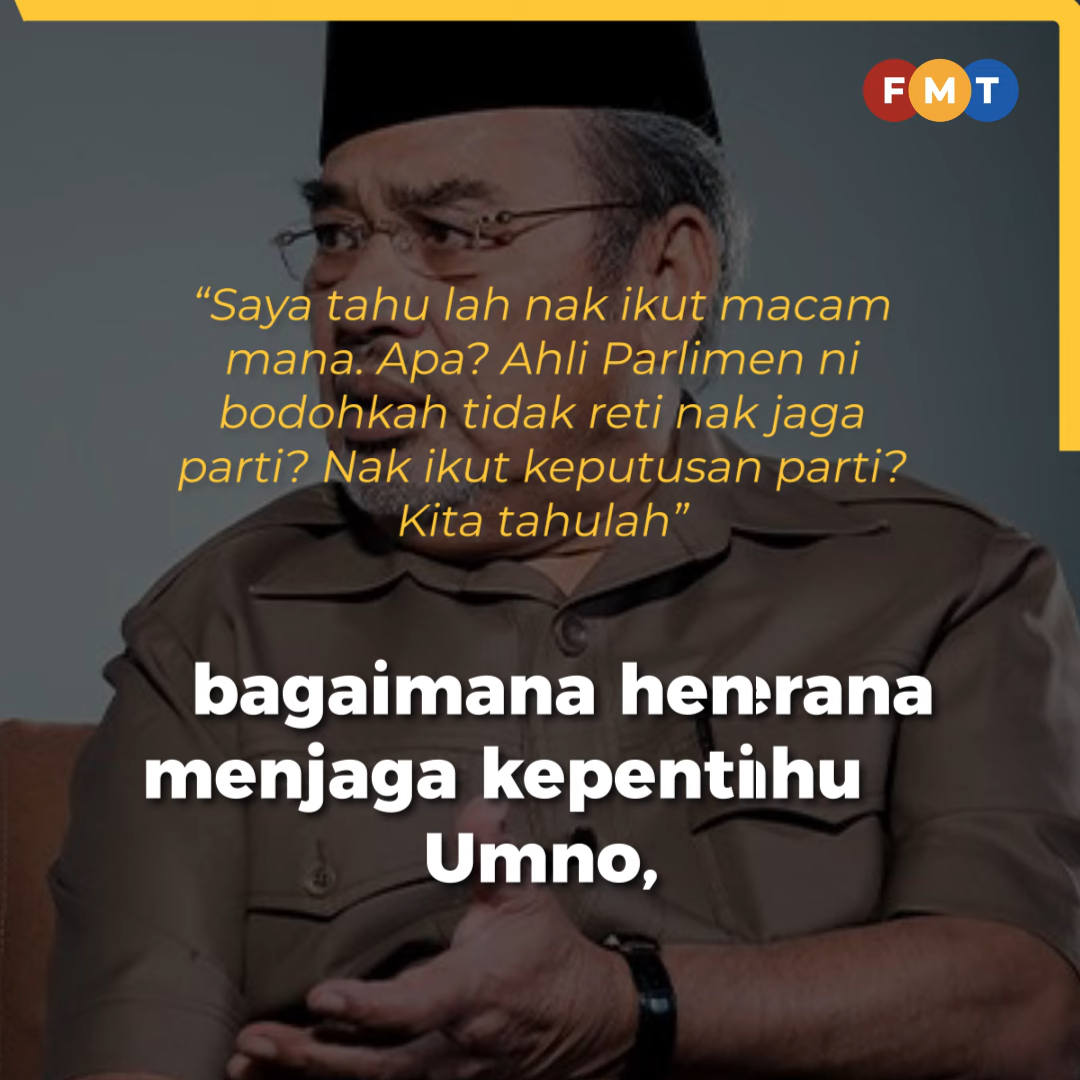 FMT
“Saya tahu lah nak ikut macam
mana. Apa? Ahli Parlimen ni
bodohkah tidak reti nak jaga
parti? Nak ikut keputusan parti?
Kita tahulah”
bagaimana
menjaga
Umno,